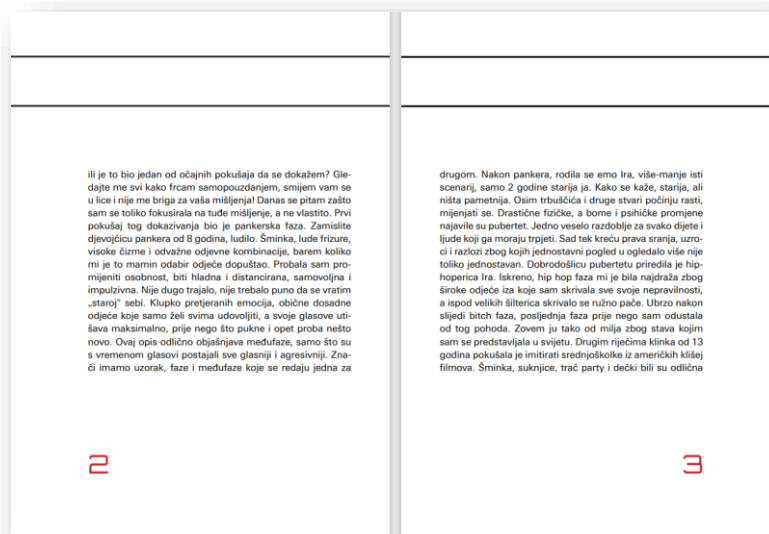 ili je to bio jedan od očajnih pokušaja da se dokažem? Gle-
dajte me svi kako frcam samopouzdanjem, smijem vam se
u lice i nije me briga za vaša mišljenja! Danas se pitam zašto
sam se toliko fokusirala na tuđe mišljenje, a ne vlastito. Prvi
pokušaj tog dokazivanja bio je pankerska faza. Zamislite
djevojčicu pankera od 8 godina, ludilo. Šminka, lude frizure,
visoke čizme i odvažne odjevne kombinacije, barem koliko
mi je to mamin odabir odjeće dopuštao. Probala sam pro-
mijeniti osobnost, biti hladna i distancirana, samovoljna i
impulzivna. Nije dugo trajalo, nije trebalo puno da se vratim
„staroj“ sebi. Klupko pretjeranih emocija, obične dosadne
odjeće koje samo želi svima udovoljiti, a svoje glasove uti-
šava maksimalno, prije nego što pukne i opet proba nešto
novo. Ovaj opis odlično objašnjava međufaze, samo što su
s vremenom glasovi postajali sve glasniji i agresivniji. Zna-
či imamo uzorak, faze i međufaze koje se redaju jedna za
2
drugom. Nakon pankera, rodila se emo Ira, više-manje isti
scenarij, samo 2 godine starija ja. Kako se kaže, starija, ali
ništa pametnija. Osim trbuščića i druge stvari počinju rasti,
mijenjati se. Drastične fizičke, a bome i psihičke promjene
najavile su pubertet. Jedno veselo razdoblje za svako dijete i
ljude koji ga moraju trpjeti. Sad tek kreću prava sranja, uzro-
ci i razlozi zbog kojih jednostavni pogled u ogledalo više nije
toliko jednostavan. Dobrodošlicu pubertetu priredila je hip-
hoperica Ira. Iskreno, hip hop faza mi je bila najdraža zbog
široke odjeće iza koje sam skrivala sve svoje nepravilnosti,
a ispod velikih šilterica skrivalo se ružno pače. Ubrzo nakon
slijedi bitch faza, posljednja faza prije nego sam odustala
od tog pohoda. Zovem ju tako od milja zbog stava kojim
sam se predstavljala u svijetu. Drugim riječima klinka od 13
godina pokušala je imitirati srednjoškolke iz američkih klišej
filmova. Šminka, suknjice, trač party i dečki bili su odlična
3